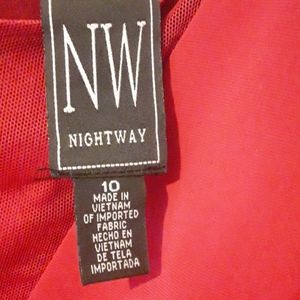 NW
NIGHTWAY
10
MADE IN
VIETNAM
OF IMPORTED
FABRIC
HECHO EN
VIETNAM
DE TELA
IMPORTADA